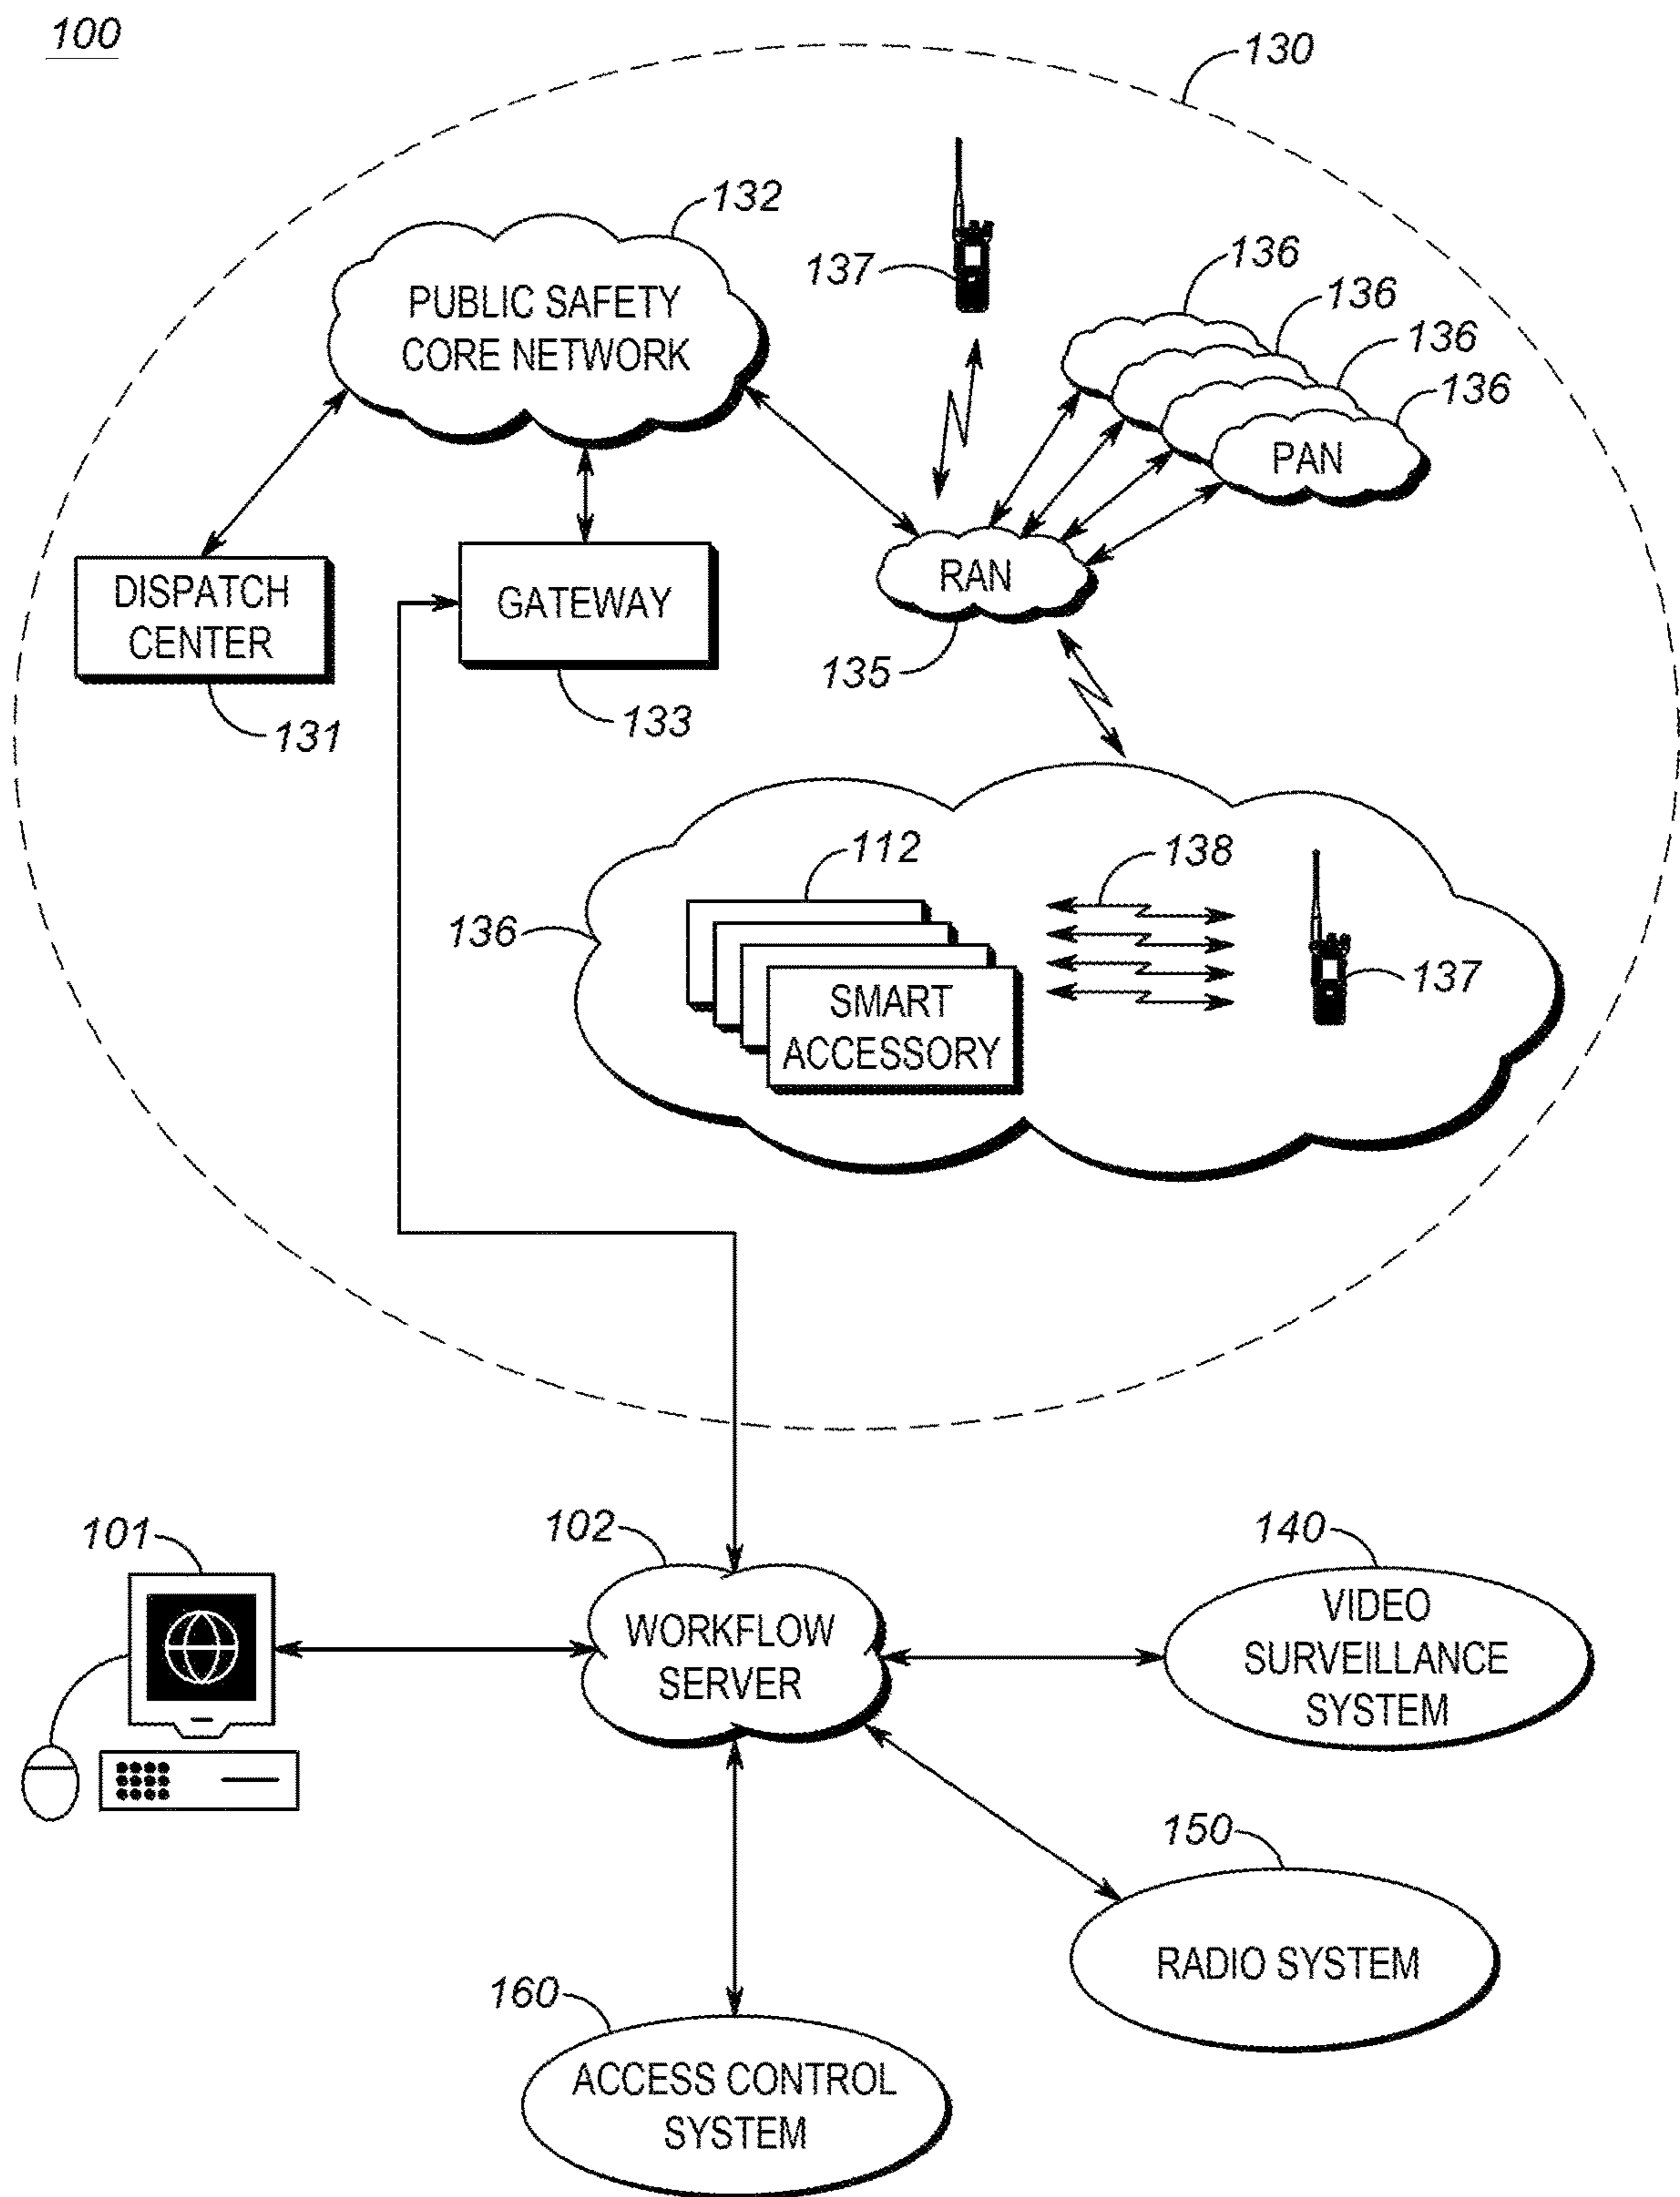 100
130
132
PUBLIC SAFETY
CORE NETWORK
137
136
136
136
136
PAN
DISPATCH
CENTER
131
GATEWAY
133
RAN
135
112
138
136
SMART
ACCESSORY
137
101
102
WORKFLOW
SERVER
140
VIDEO
SURVEILLANCE
SYSTEM
150
RADIO SYSTEM
160
ACCESS CONTROL
SYSTEM